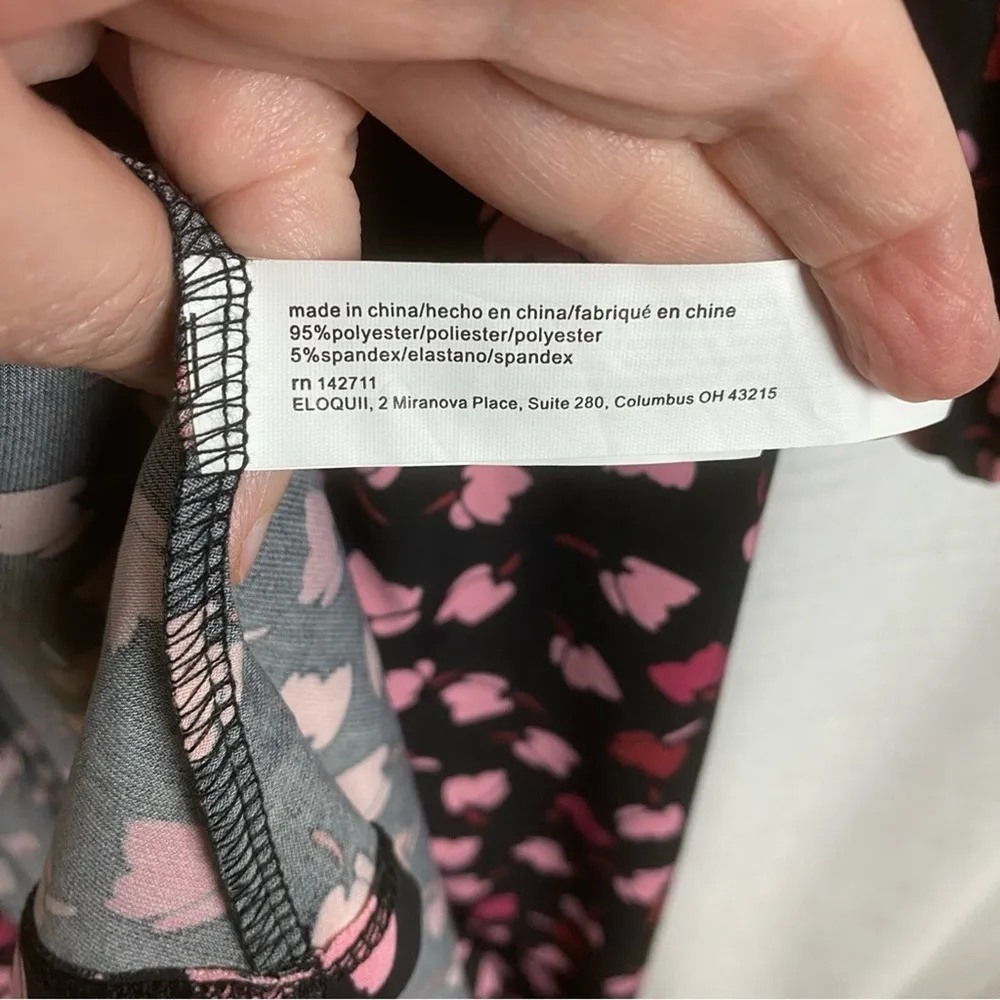 made in china/hecho en china/fabriqué en chine
95%polyester/poliester/polyester
5%spandex/elastano/spandex
rn 142711
ELOQUII, 2 Miranova Place, Suite 280, Columbus OH 43215